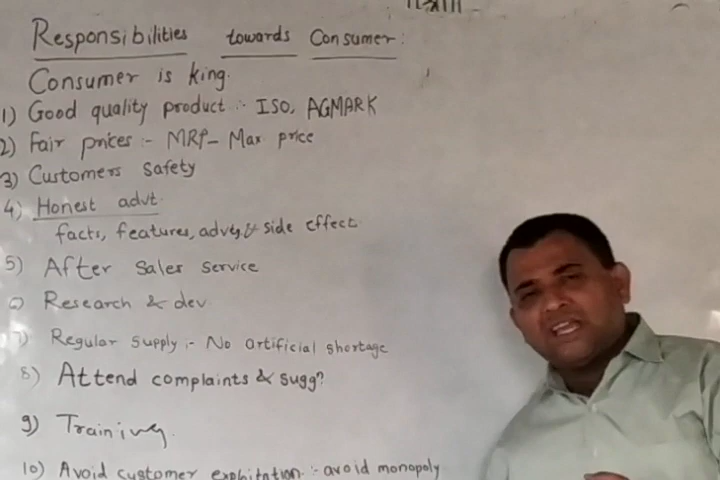 Responsibilities towards Consumer:
Consumer is king.
1) Good quality product :- ISO, AGMARK
2) Fair prices :- MRP - Max price
3) Customers Safety
4) Honest advt.
facts, features, advtg & side effect.
5) After Sales Service
6) Research & dev
7) Regular Supply :- No artificial shortage
8) Attend complaints & suggn
9) Training.
10) Avoid customer exploitation :- avoid monopoly